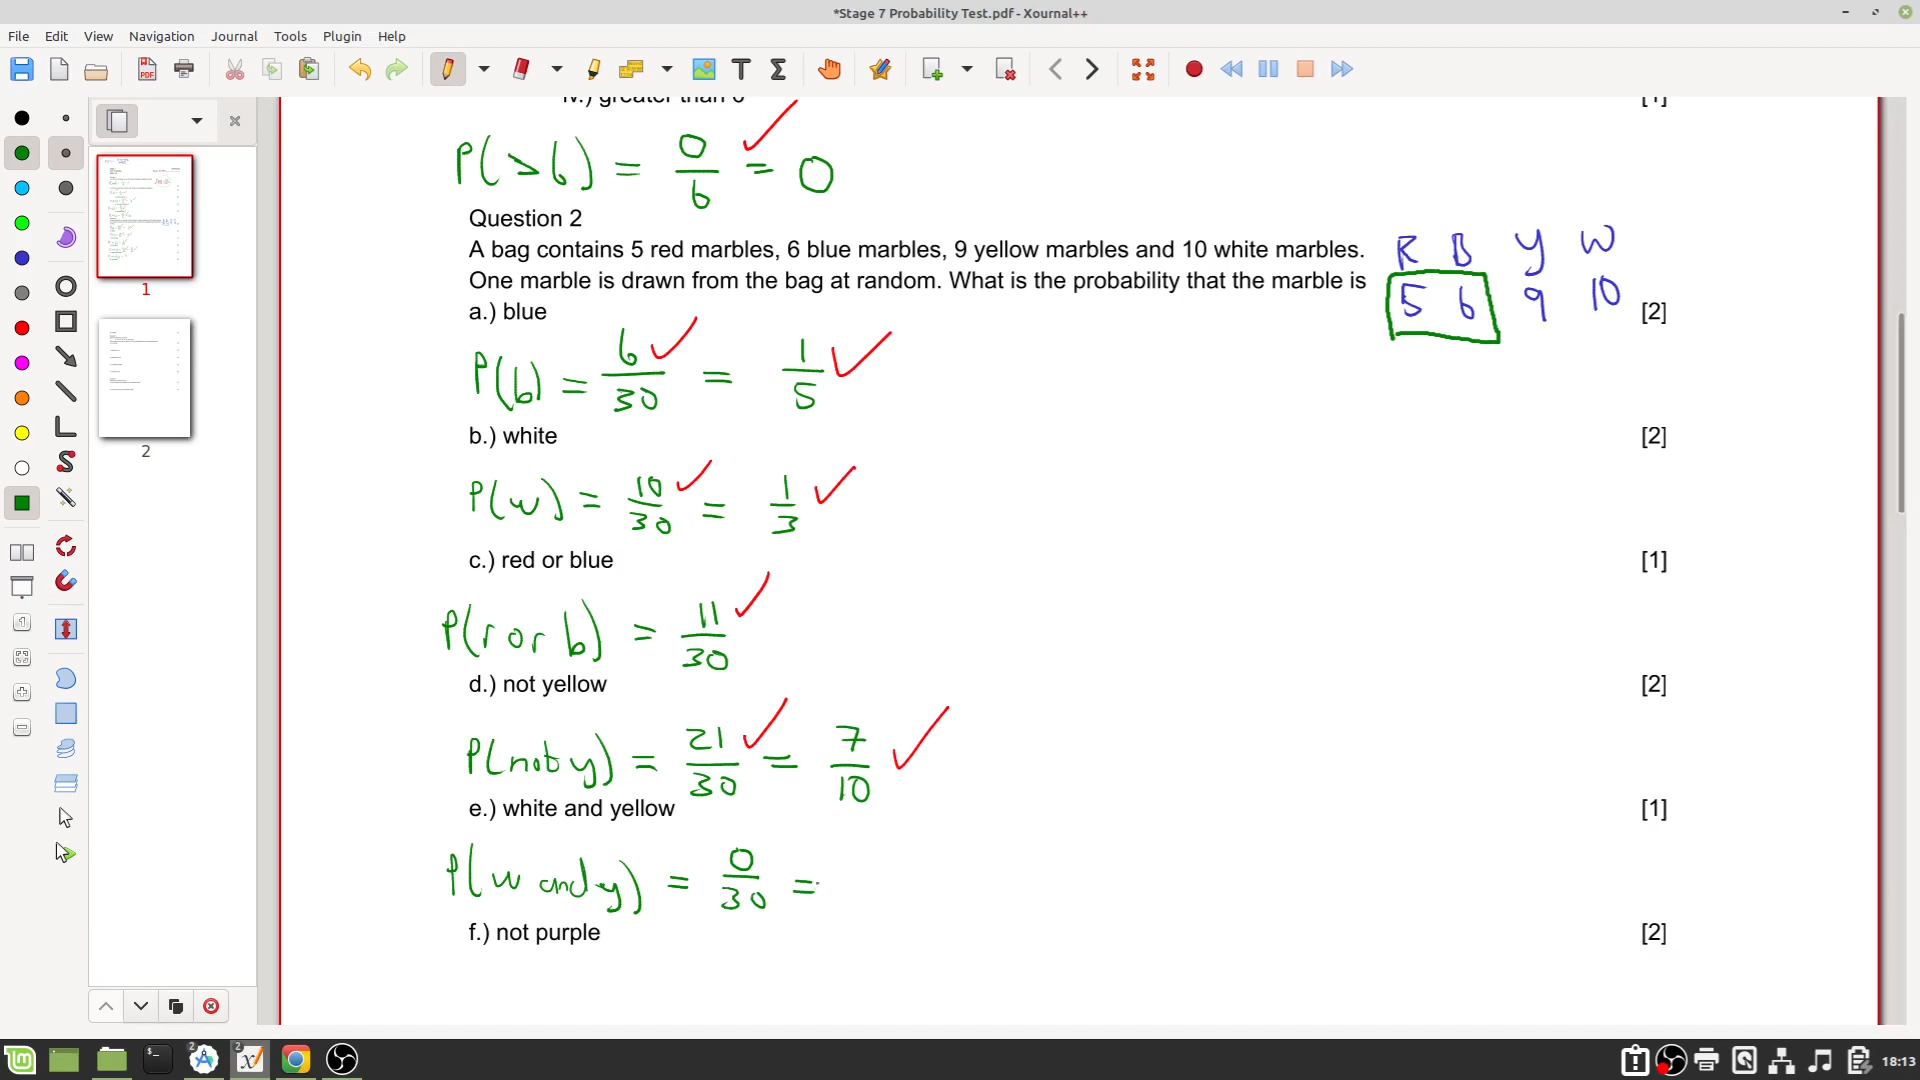 *Stage 7 Probability Test.pdf - Xournal++
File Edit View Navigation Journal Tools Plugin Help
iv.) greater than 6 [1]
P(>6) = 0/6 = 0
Question 2
A bag contains 5 red marbles, 6 blue marbles, 9 yellow marbles and 10 white marbles.
R B Y W
One marble is drawn from the bag at random. What is the probability that the marble is
5 6 9 10
a.) blue [2]
P(b) = 6/30 = 1/5
b.) white [2]
P(w) = 10/30 = 1/3
c.) red or blue [1]
P(r or b) = 11/30
d.) not yellow [2]
P(not y) = 21/30 = 7/10
e.) white and yellow [1]
P(w and y) = 0/30 =
f.) not purple [2]
1
2
18:13